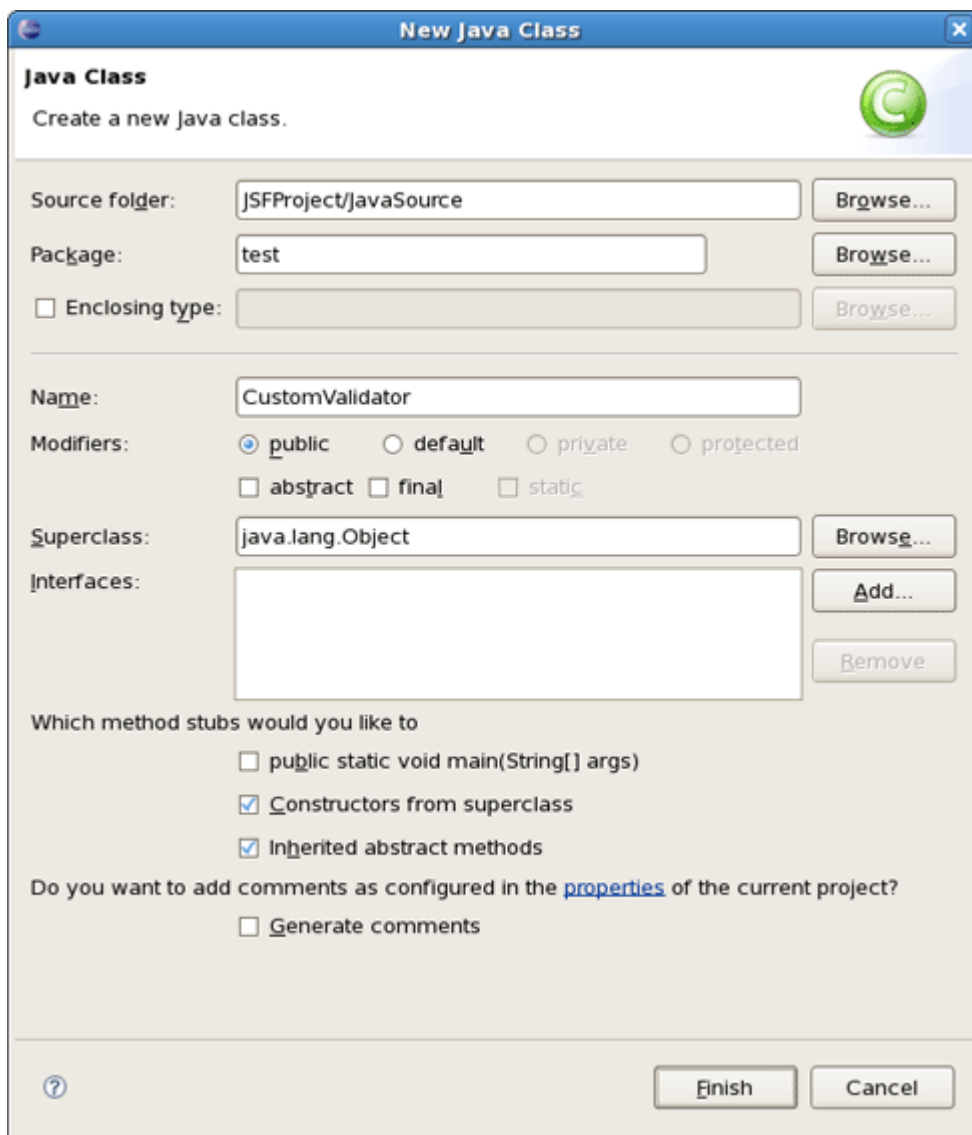 New Java Class
Java Class
Create a new Java class.
C
Source folder: JSFProject/JavaSource Browse...
Package: test Browse...
Enclosing type: Browse...
Name: CustomValidator
Modifiers: public default private protected
abstract final static
Superclass: java.lang.Object Browse...
Interfaces: Add...
Remove
Which method stubs would you like to
public static void main(String[] args)
Constructors from superclass
Inherited abstract methods
Do you want to add comments as configured in the properties of the current project?
Generate comments
? Finish Cancel